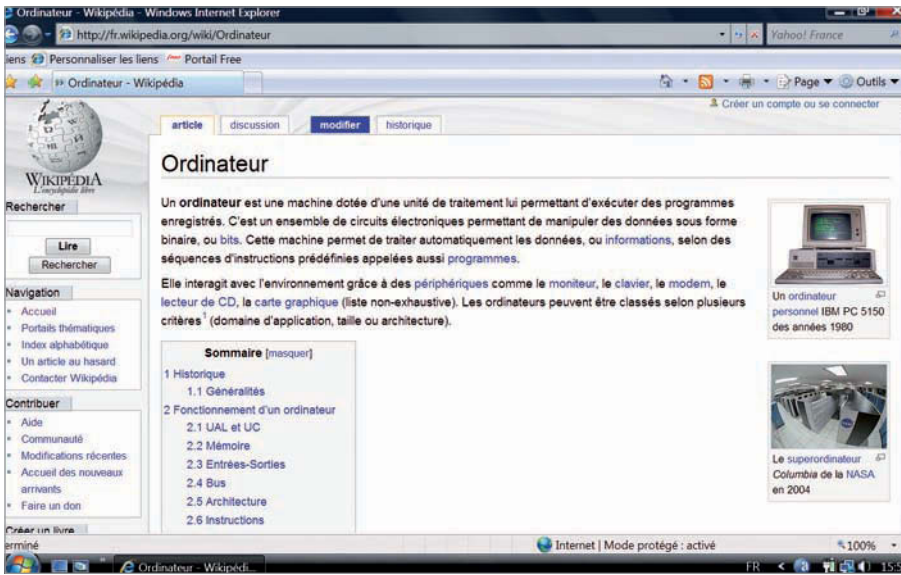 Ordinateur - Wikipédia - Windows Internet Explorer
http://fr.wikipedia.org/wiki/Ordinateur
Yahoo! France
iens Personnaliser les liens Portail Free
Ordinateur - Wikipédia
Page Outils
Créer un compte ou se connecter
article discussion modifier historique
WIKIPÉDIA
L'encyclopédie libre
Ordinateur
Un ordinateur est une machine dotée d'une unité de traitement lui permettant d'exécuter des programmes
enregistrés. C'est un ensemble de circuits électroniques permettant de manipuler des données sous forme
binaire, ou bits. Cette machine permet de traiter automatiquement les données, ou informations, selon des
séquences d'instructions prédéfinies appelées aussi programmes.
Elle interagit avec l'environnement grâce à des périphériques comme le moniteur, le clavier, le modem, le
lecteur de CD, la carte graphique (liste non-exhaustive). Les ordinateurs peuvent être classés selon plusieurs
critères1 (domaine d'application, taille ou architecture).
Rechercher
Lire
Rechercher
Navigation
Accueil
Portails thématiques
Index alphabétique
Un article au hasard
Contacter Wikipédia
Contribuer
Aide
Communauté
Modifications récentes
Accueil des nouveaux
arrivants
Faire un don
Créer un livre
Sommaire [masquer]
1 Historique
1.1 Généralités
2 Fonctionnement d'un ordinateur
2.1 UAL et UC
2.2 Mémoire
2.3 Entrées-Sorties
2.4 Bus
2.5 Architecture
2.6 Instructions
Un ordinateur
personnel IBM PC 5150
des années 1980
Le superordinateur
Columbia de la NASA
en 2004
erminé
Internet | Mode protégé : activé
100%
Ordinateur - Wikipédi...
FR